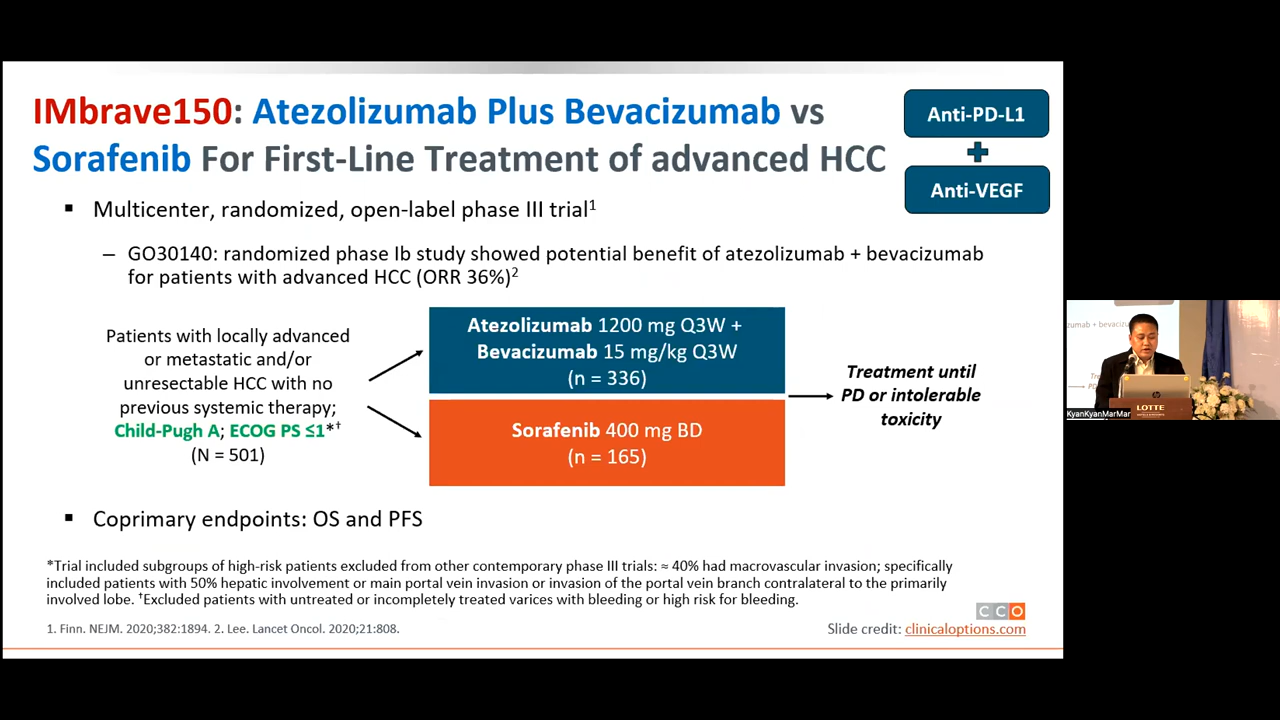 IMbrave150: Atezolizumab Plus Bevacizumab vs
Sorafenib For First-Line Treatment of advanced HCC
Anti-PD-L1
+
Anti-VEGF
▪ Multicenter, randomized, open-label phase III trial1
– GO30140: randomized phase Ib study showed potential benefit of atezolizumab + bevacizumab
for patients with advanced HCC (ORR 36%)2
Patients with locally advanced
or metastatic and/or
unresectable HCC with no
previous systemic therapy;
Child-Pugh A; ECOG PS ≤1*†
(N = 501)
Atezolizumab 1200 mg Q3W +
Bevacizumab 15 mg/kg Q3W
(n = 336)
Sorafenib 400 mg BD
(n = 165)
Treatment until
PD or intolerable
toxicity
▪ Coprimary endpoints: OS and PFS
*Trial included subgroups of high-risk patients excluded from other contemporary phase III trials: ≈ 40% had macrovascular invasion; specifically
included patients with 50% hepatic involvement or main portal vein invasion or invasion of the portal vein branch contralateral to the primarily
involved lobe. †Excluded patients with untreated or incompletely treated varices with bleeding or high risk for bleeding.
1. Finn. NEJM. 2020;382:1894. 2. Lee. Lancet Oncol. 2020;21:808.
CCO
Slide credit: clinicaloptions.com
KyanKyanMarMar
LOTTE